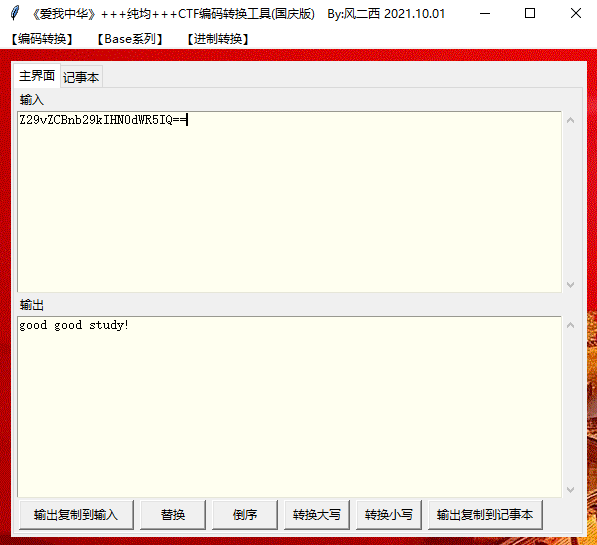 《爱我中华》+++纯均+++CTF编码转换工具(国庆版) By:风二西 2021.10.01
【编码转换】 【Base系列】 【进制转换】
主界面 记事本
输入
Z29vZCBnb29kIHN0dWR5IQ==
输出
good good study!
输出复制到输入 替换 倒序 转换大写 转换小写 输出复制到记事本